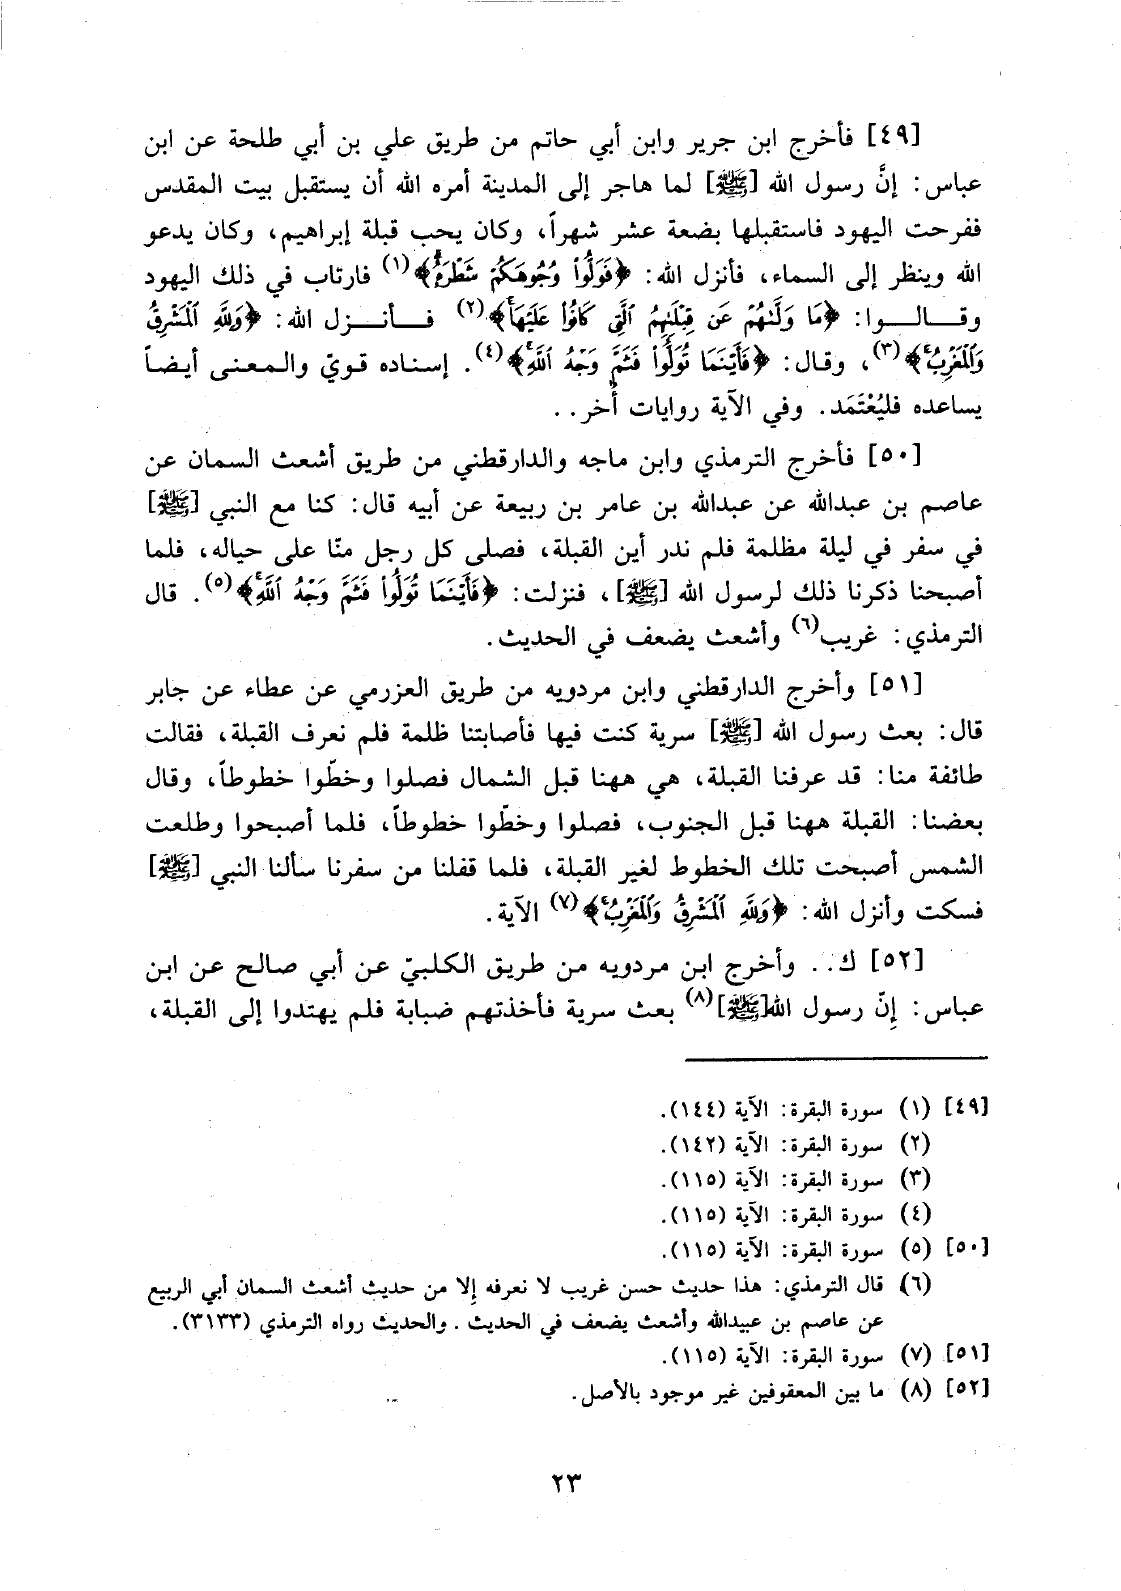 [٤٩] فأخرج ابن جرير وابن أبي حاتم من طريق علي بن أبي طلحة عن ابن
عباس: إنَّ رسول الله [ﷺ] لما هاجر إلى المدينة أمره الله أن يستقبل بيت المقدس
ففرحت اليهود فاستقبلها بضعة عشر شهراً، وكان يحب قبلة إبراهيم، وكان يدعو
الله وينظر إلى السماء، فأنزل الله: ﴿فَوَلُّواْ وُجُوهَكُمْ شَطْرَهُ﴾(١) فارتاب في ذلك اليهود
وقالوا: ﴿مَا وَلَّىٰهُمْ عَن قِبْلَتِهِمُ ٱلَّتِى كَانُواْ عَلَيْهَا﴾(٢) فأنزل الله: ﴿وَلِلَّهِ ٱلْمَشْرِقُ
وَٱلْمَغْرِبُ﴾(٣)، وقال: ﴿فَأَيْنَمَا تُوَلُّواْ فَثَمَّ وَجْهُ ٱللَّهِ﴾(٤). إسناده قويّ والمعنى أيضاً
يساعده فليُعْتَمَد. وفي الآية روايات أُخر..
[٥٠] فأخرج الترمذي وابن ماجه والدارقطني من طريق أشعث السمان عن
عاصم بن عبدالله عن عبدالله بن عامر بن ربيعة عن أبيه قال: كنا مع النبي [ﷺ]
في سفر في ليلة مظلمة فلم ندر أين القبلة، فصلى كل رجل منّا على حياله، فلما
أصبحنا ذكرنا ذلك لرسول الله [ﷺ]، فنزلت: ﴿فَأَيْنَمَا تُوَلُّواْ فَثَمَّ وَجْهُ ٱللَّهِ﴾(٥). قال
الترمذي: غريب(٦) وأشعث يضعف في الحديث.
[٥١] وأخرج الدارقطني وابن مردويه من طريق العزرمي عن عطاء عن جابر
قال: بعث رسول الله [ﷺ] سرية كنت فيها فأصابتنا ظلمة فلم نعرف القبلة، فقالت
طائفة منا: قد عرفنا القبلة، هي ههنا قبل الشمال فصلوا وخطّوا خطوطاً، وقال
بعضنا: القبلة ههنا قبل الجنوب، فصلوا وخطّوا خطوطاً، فلما أصبحوا وطلعت
الشمس أصبحت تلك الخطوط لغير القبلة، فلما قفلنا من سفرنا سألنا النبي [ﷺ]
فسكت وأنزل الله: ﴿وَلِلَّهِ ٱلْمَشْرِقُ وَٱلْمَغْرِبُ﴾(٧) الآية.
[٥٢] ك.. وأخرج ابن مردويه من طريق الكلبيّ عن أبي صالح عن ابن
عباس: إنّ رسول الله[ﷺ](٨) بعث سرية فأخذتهم ضبابة فلم يهتدوا إلى القبلة،
[٤٩] (١) سورة البقرة: الآية (١٤٤).
(٢) سورة البقرة: الآية (١٤٢).
(٣) سورة البقرة: الآية (١١٥).
(٤) سورة البقرة: الآية (١١٥).
[٥٠] (٥) سورة البقرة: الآية (١١٥).
(٦) قال الترمذي: هذا حديث حسن غريب لا نعرفه إلا من حديث أشعث السمان أبي الربيع
عن عاصم بن عبيدالله وأشعث يضعف في الحديث. والحديث رواه الترمذي (٣١٣٣).
[٥١] (٧) سورة البقرة: الآية (١١٥).
[٥٢] (٨) ما بين المعقوفين غير موجود بالأصل.
٢٣